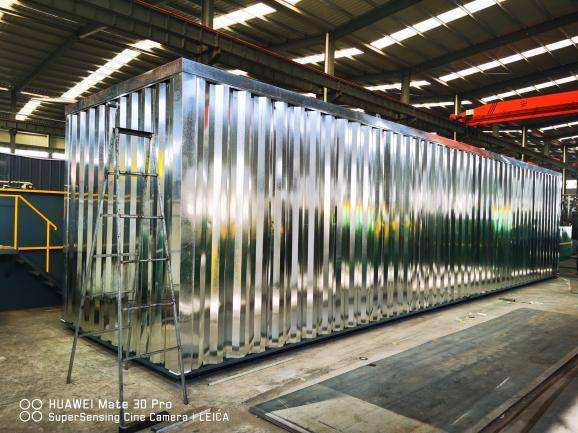 HUAWEI Mate 30 Pro
SuperSensing Cine Camera | LEICA